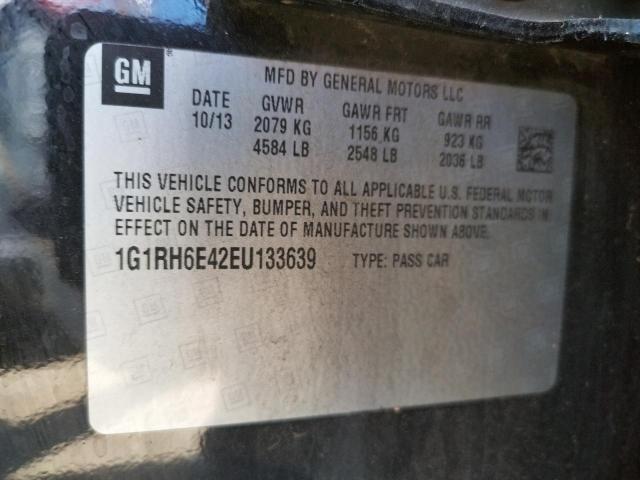 GM
MFD BY GENERAL MOTORS LLC
DATE GVWR GAWR FRT GAWR RR
10/13 2079 KG 1156 KG 923 KG
4584 LB 2548 LB 2036 LB
THIS VEHICLE CONFORMS TO ALL APPLICABLE U.S. FEDERAL MOTOR
VEHICLE SAFETY, BUMPER, AND THEFT PREVENTION STANDARDS IN
EFFECT ON THE DATE OF MANUFACTURE SHOWN ABOVE.
1G1RH6E42EU133639 TYPE: PASS CAR